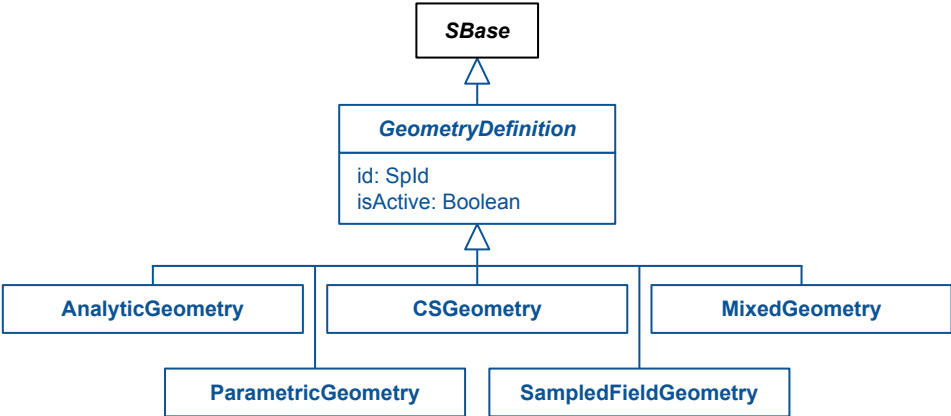 SBase
GeometryDefinition
id: SpId
isActive: Boolean
AnalyticGeometry
CSGeometry
MixedGeometry
ParametricGeometry
SampledFieldGeometry